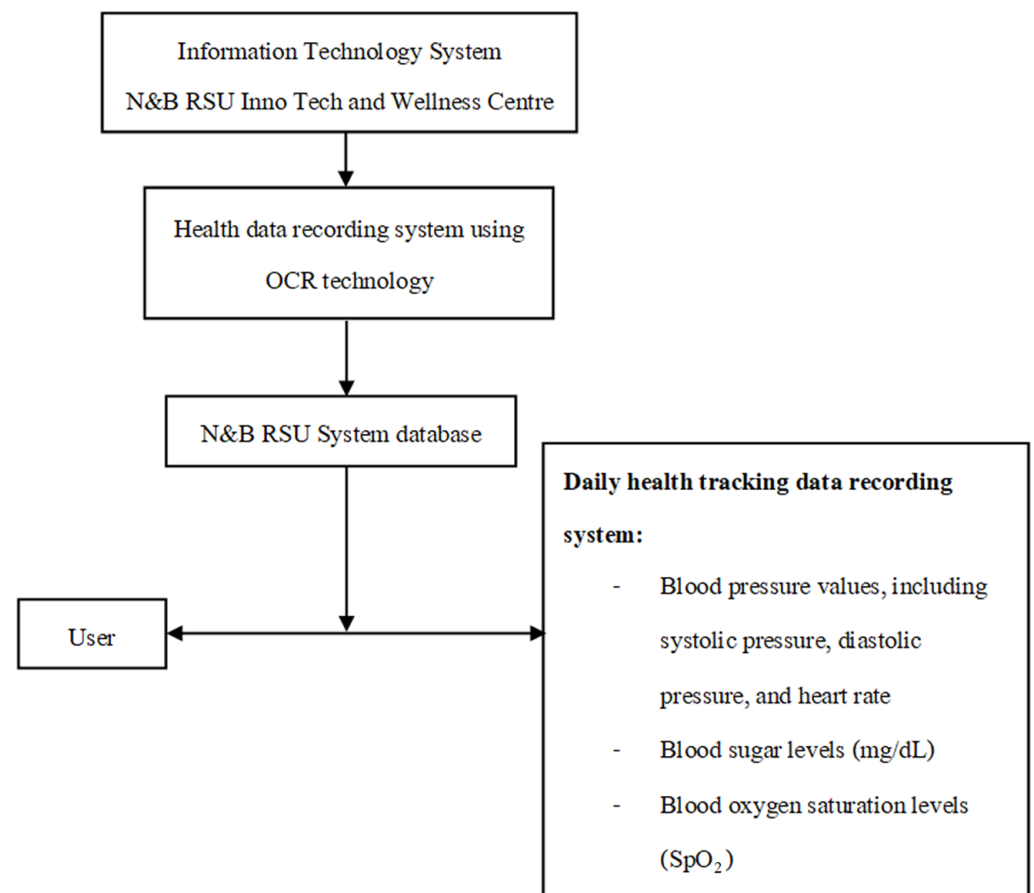 Information Technology System
N&B RSU Inno Tech and Wellness Centre
Health data recording system using
OCR technology
N&B RSU System database
User
Daily health tracking data recording
system:
- Blood pressure values, including
systolic pressure, diastolic
pressure, and heart rate
- Blood sugar levels (mg/dL)
- Blood oxygen saturation levels
(SpO₂)